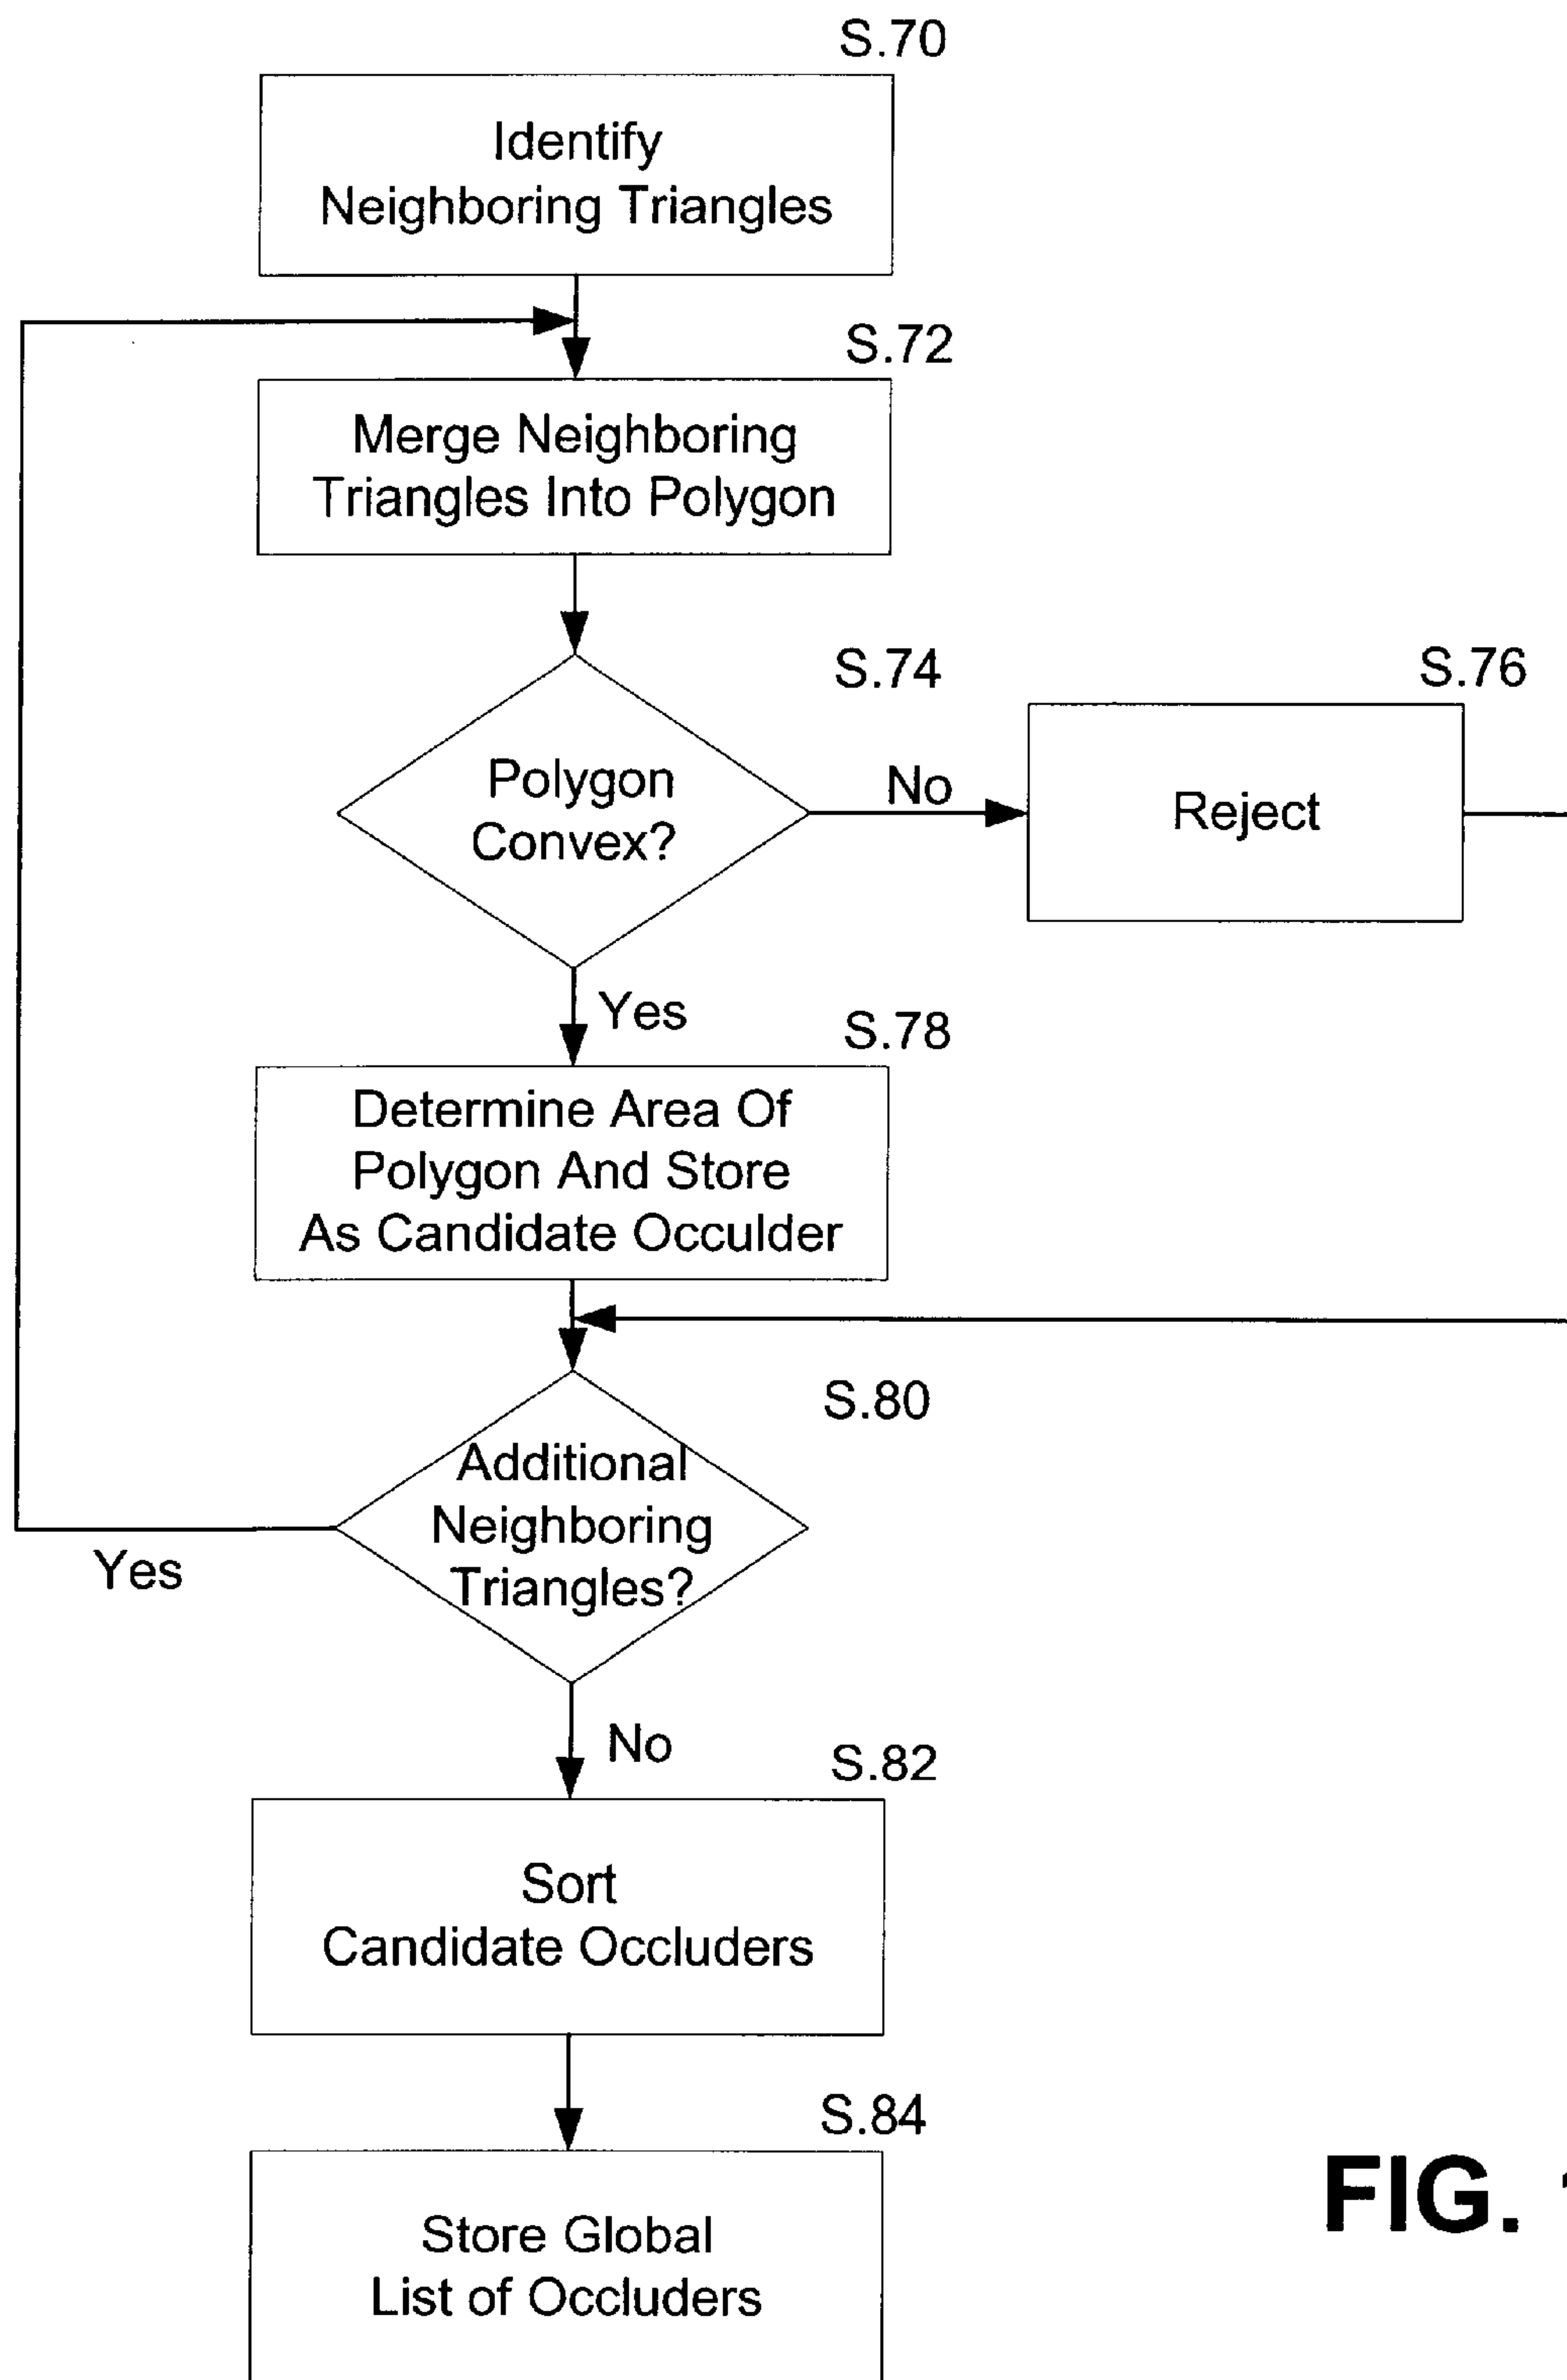 S.70
Identify
Neighboring Triangles
S.72
Merge Neighboring
Triangles Into Polygon
S.74
Polygon
Convex?
No
S.76
Reject
Yes
S.78
Determine Area Of
Polygon And Store
As Candidate Occulder
S.80
Additional
Neighboring
Triangles?
Yes
No
S.82
Sort
Candidate Occluders
S.84
Store Global
List of Occluders
FIG.